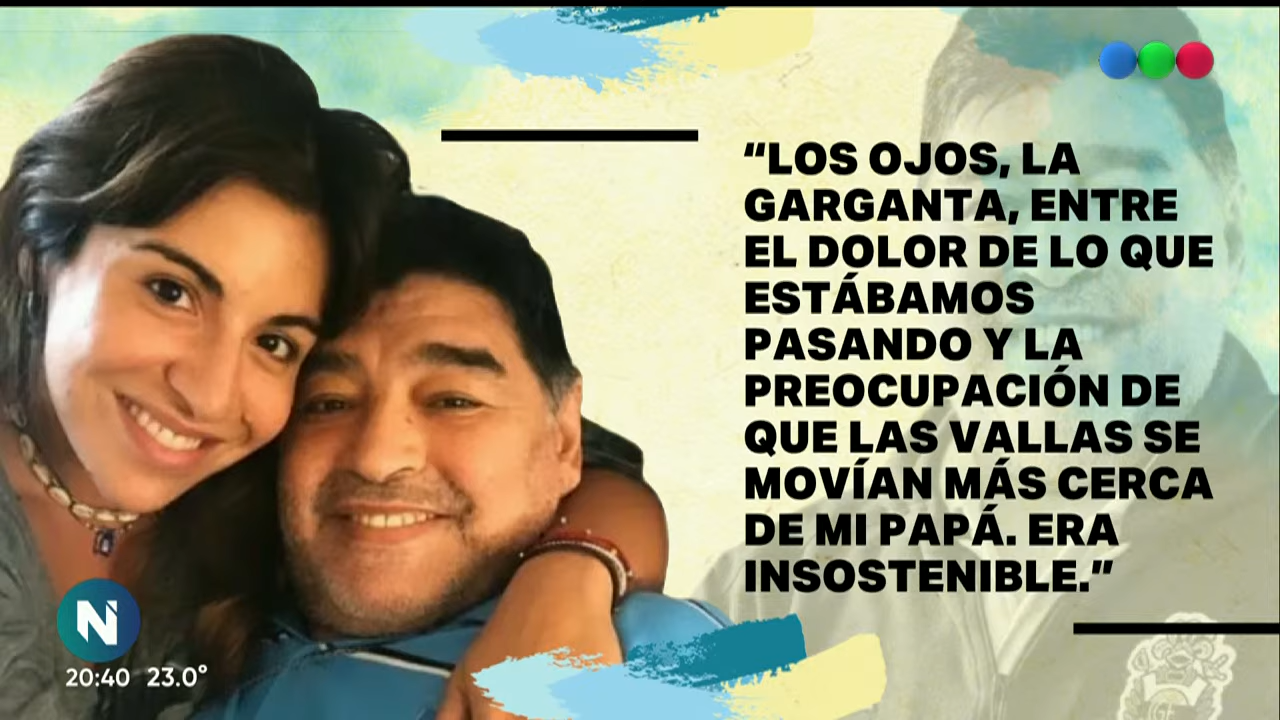 “LOS OJOS, LA
GARGANTA, ENTRE
EL DOLOR DE LO QUE
ESTÁBAMOS
PASANDO Y LA
PREOCUPACIÓN DE
QUE LAS VALLAS SE
MOVÍAN MÁS CERCA
DE MI PAPÁ. ERA
INSOSTENIBLE.”
N
20:40 23.0°